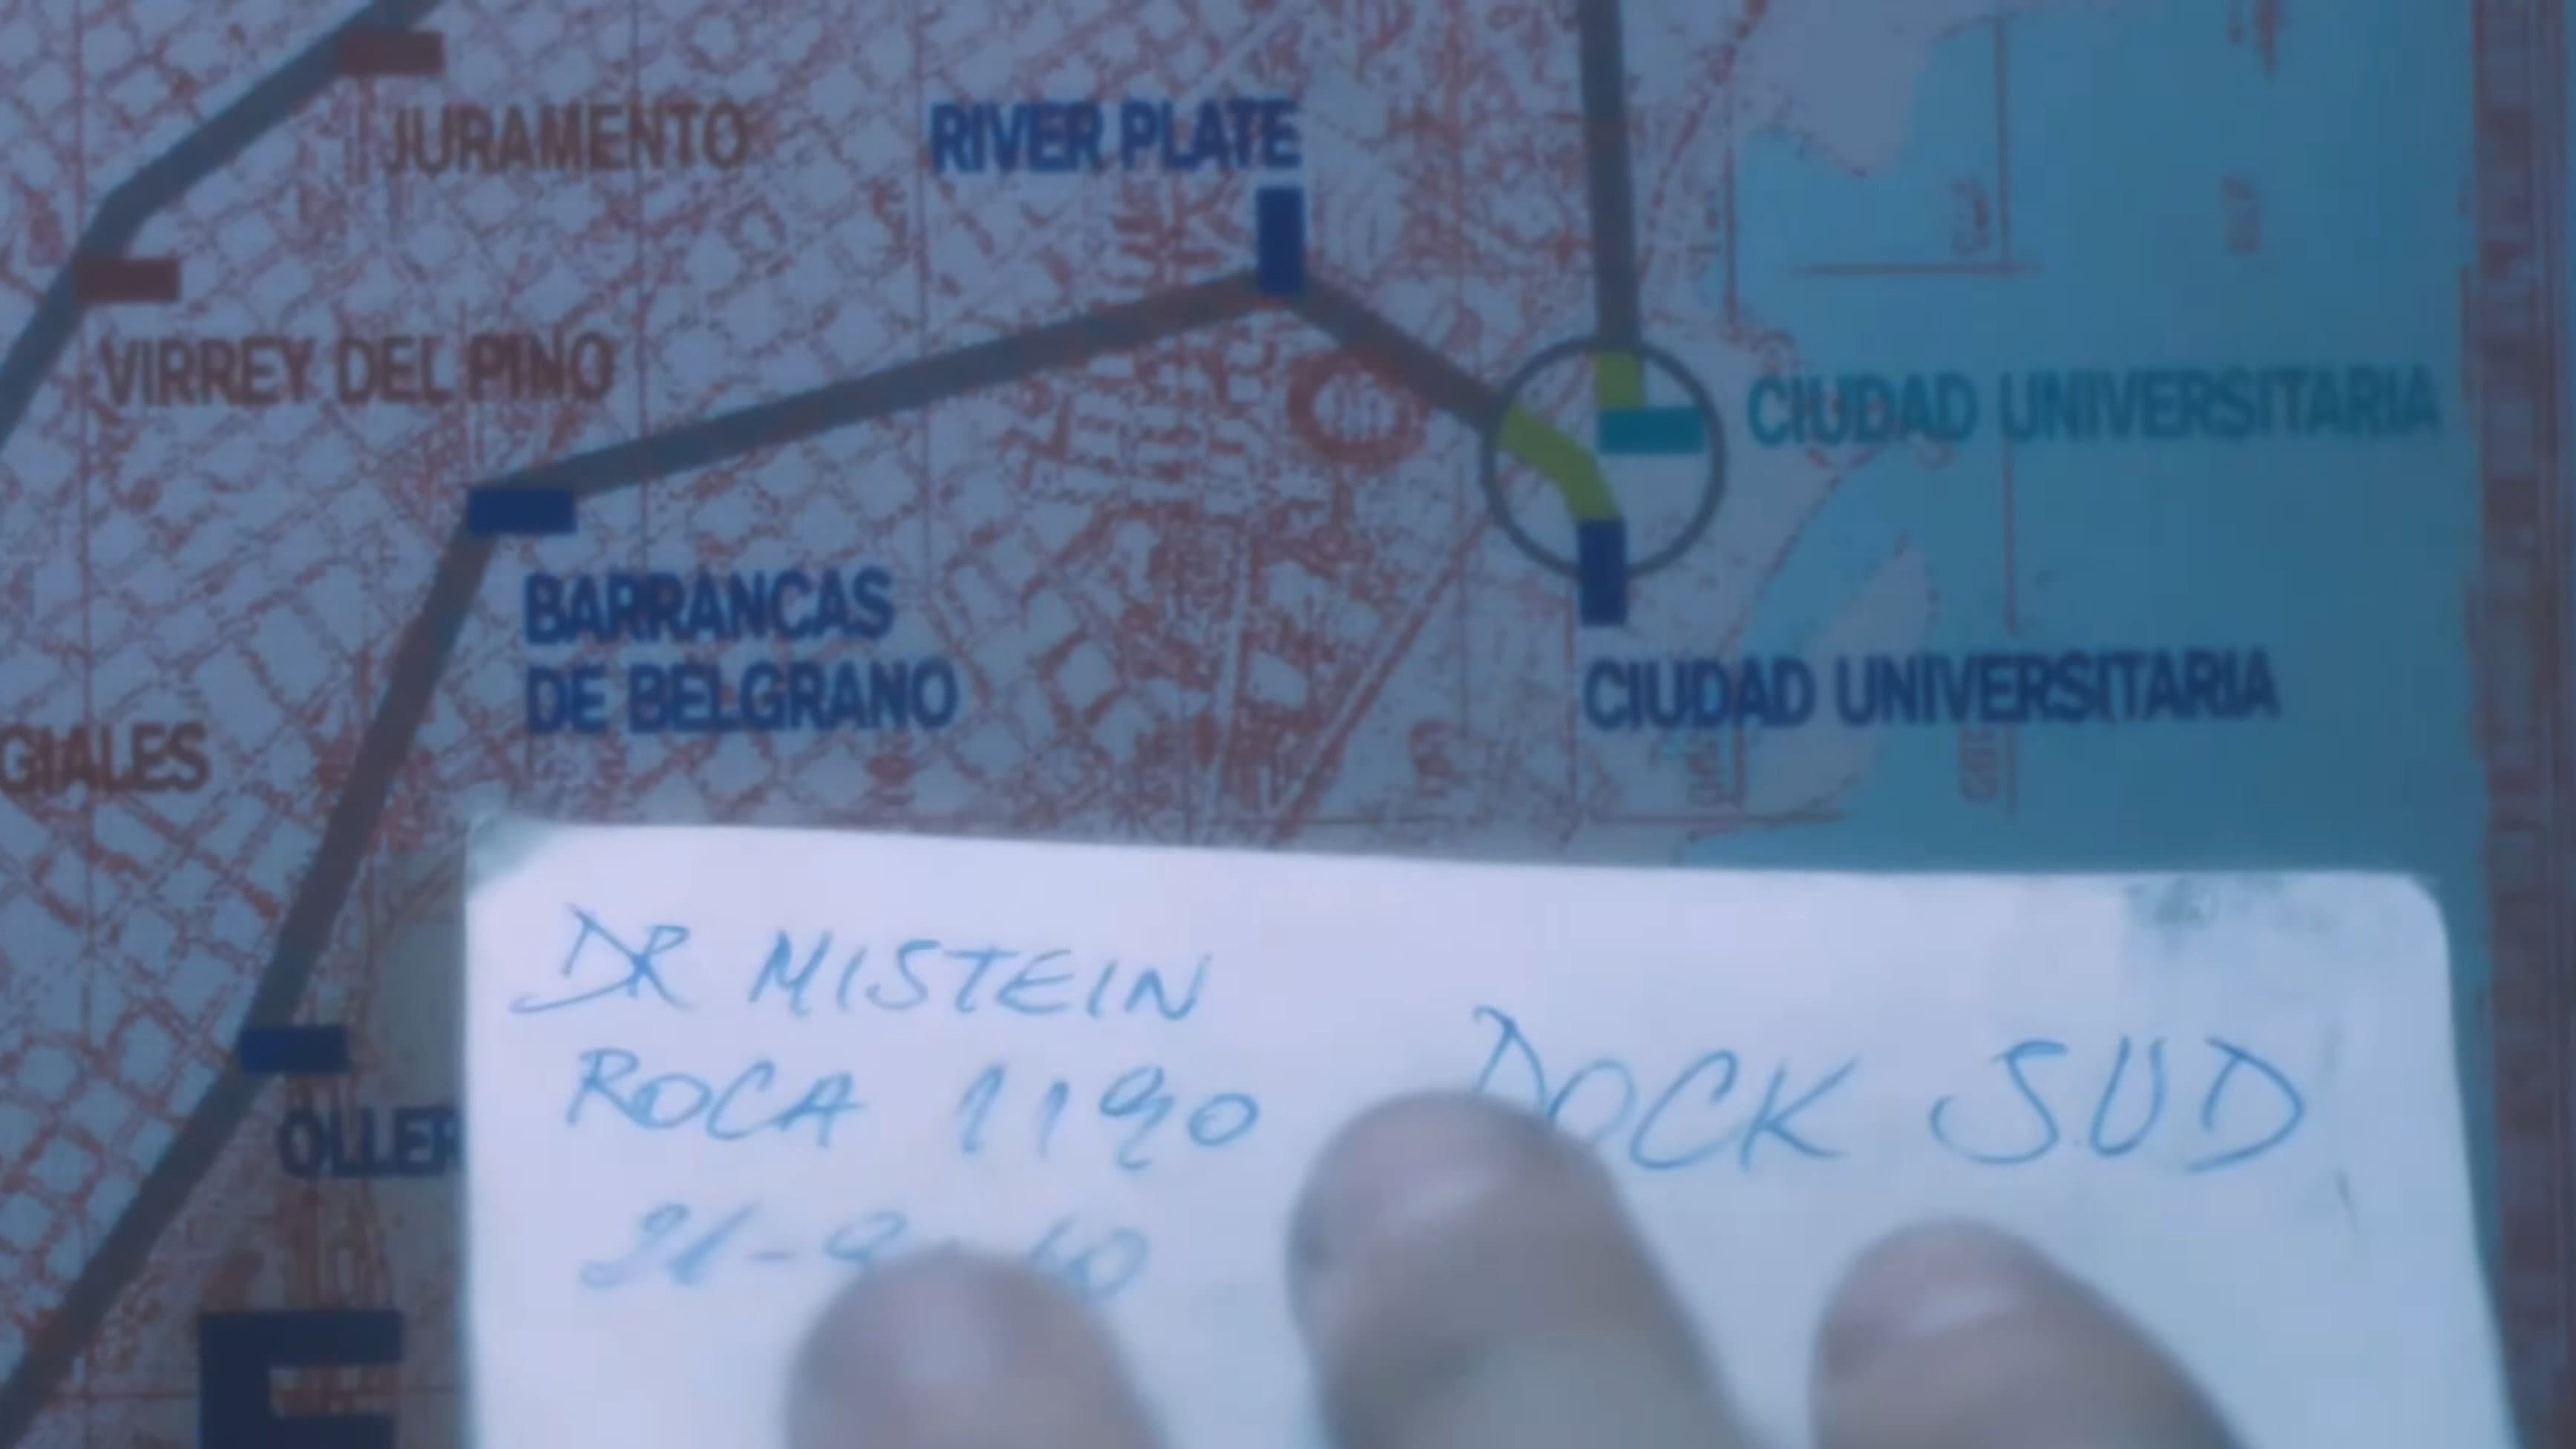 JURAMENTO
RIVER PLATE
VIRREY DEL PINO
CIUDAD UNIVERSITARIA
BARRANCAS
DE BELGRANO
CIUDAD UNIVERSITARIA
GIALES
DR MISTEIN
ROCA 1190
DOCK SUD
OLLER
E